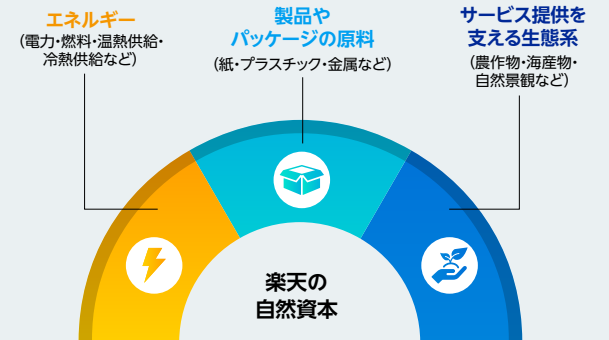 エネルギー
（電力・燃料・温熱供給・
冷熱供給など）
製品や
パッケージの原料
（紙・プラスチック・金属など）
サービス提供を
支える生態系
（農作物・海産物・
自然景観など）
楽天の
自然資本